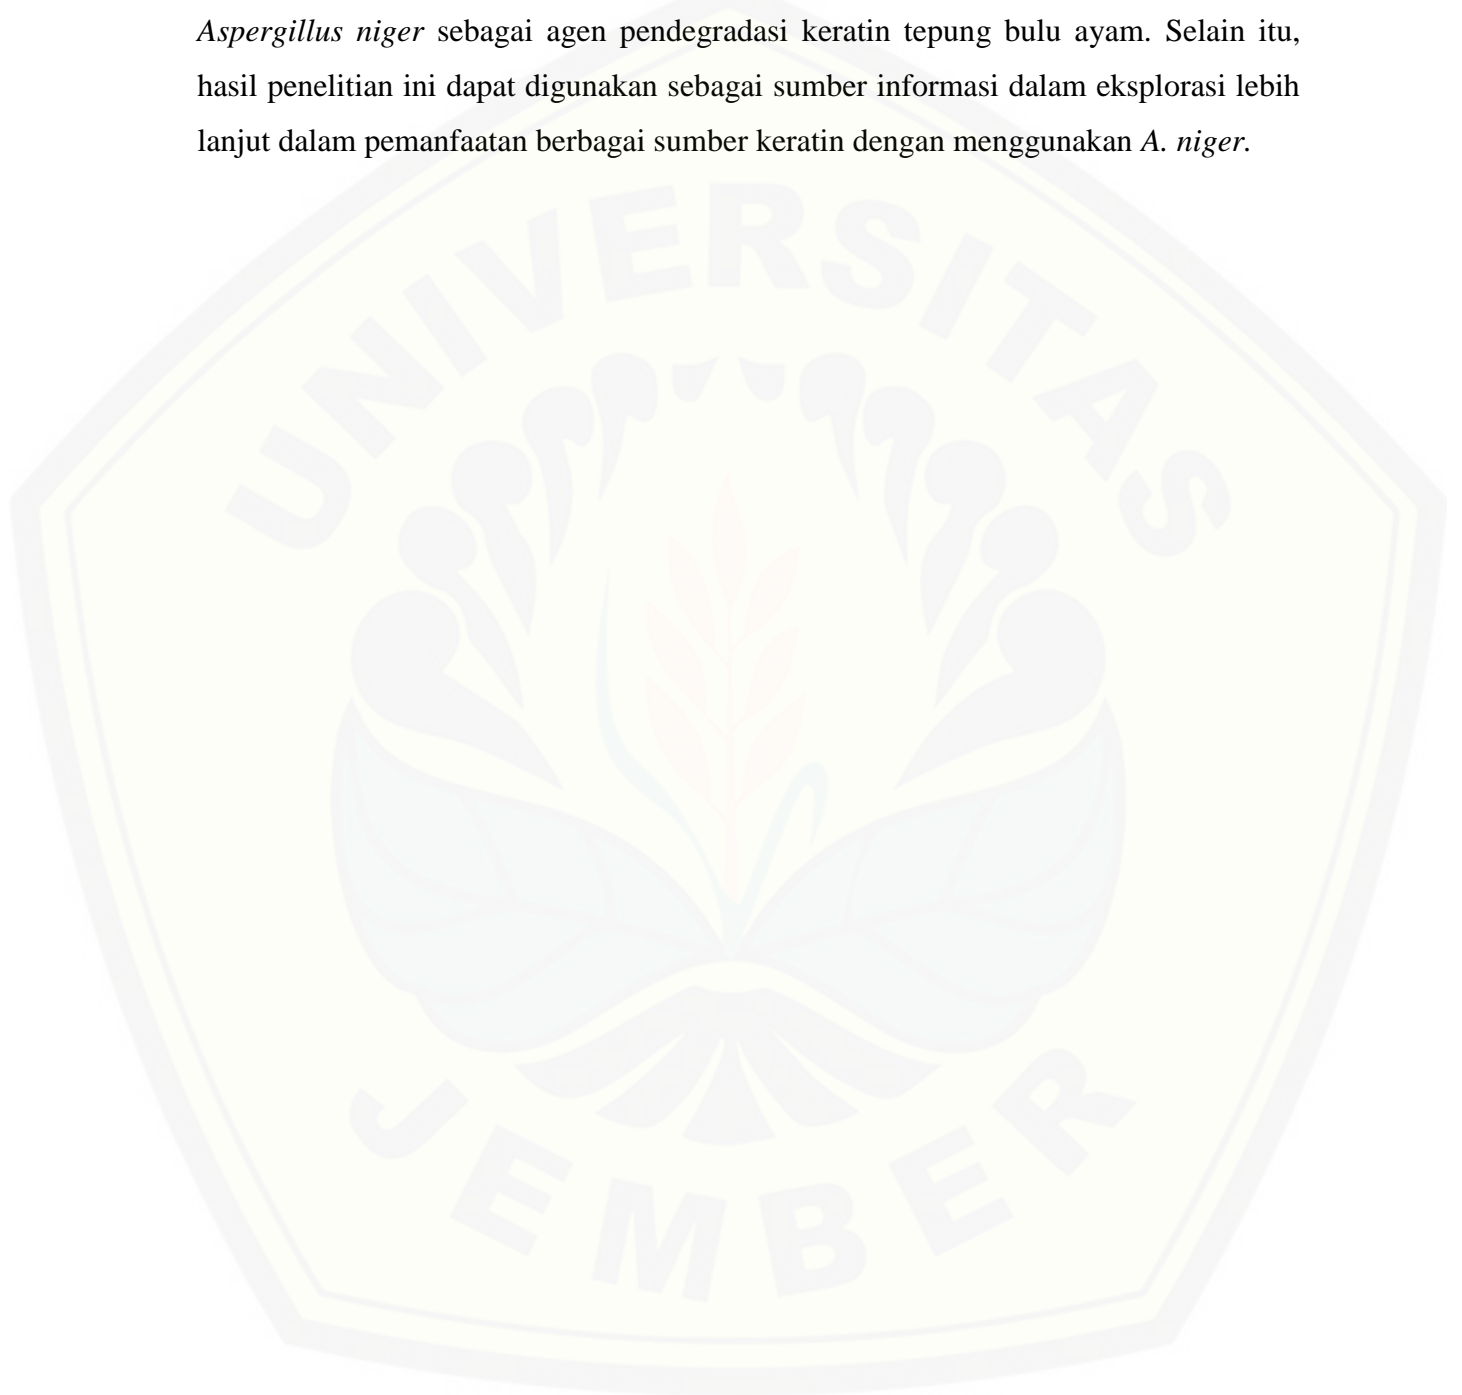 Aspergillus niger sebagai agen pendegradasi keratin tepung bulu ayam. Selain itu,
hasil penelitian ini dapat digunakan sebagai sumber informasi dalam eksplorasi lebih
lanjut dalam pemanfaatan berbagai sumber keratin dengan menggunakan A. niger.
UNIVERSITAS
JEMBER